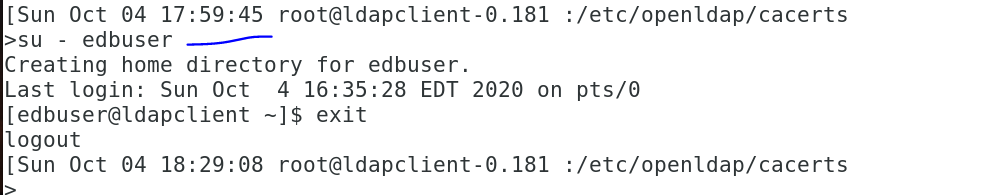 [Sun Oct 04 17:59:45 root@ldapclient-0.181 :/etc/openldap/cacerts
>su - edbuser
Creating home directory for edbuser.
Last login: Sun Oct  4 16:35:28 EDT 2020 on pts/0
[edbuser@ldapclient ~]$ exit
logout
[Sun Oct 04 18:29:08 root@ldapclient-0.181 :/etc/openldap/cacerts
>